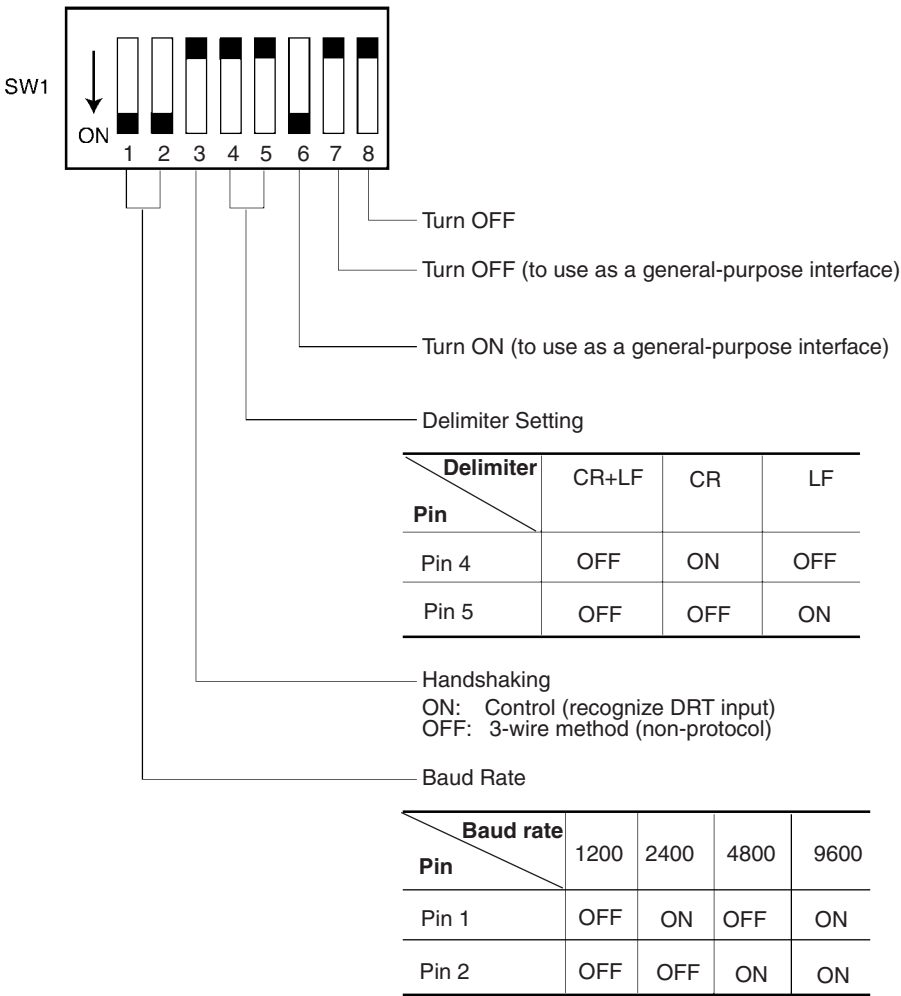 SW1
ON
1 2 3 4 5 6 7 8
Turn OFF
Turn OFF (to use as a general-purpose interface)
Turn ON (to use as a general-purpose interface)
Delimiter Setting
Delimiter CR+LF CR LF
Pin
Pin 4 OFF ON OFF
Pin 5 OFF OFF ON
Handshaking
ON: Control (recognize DRT input)
OFF: 3-wire method (non-protocol)
Baud Rate
Baud rate 1200 2400 4800 9600
Pin
Pin 1 OFF ON OFF ON
Pin 2 OFF OFF ON ON